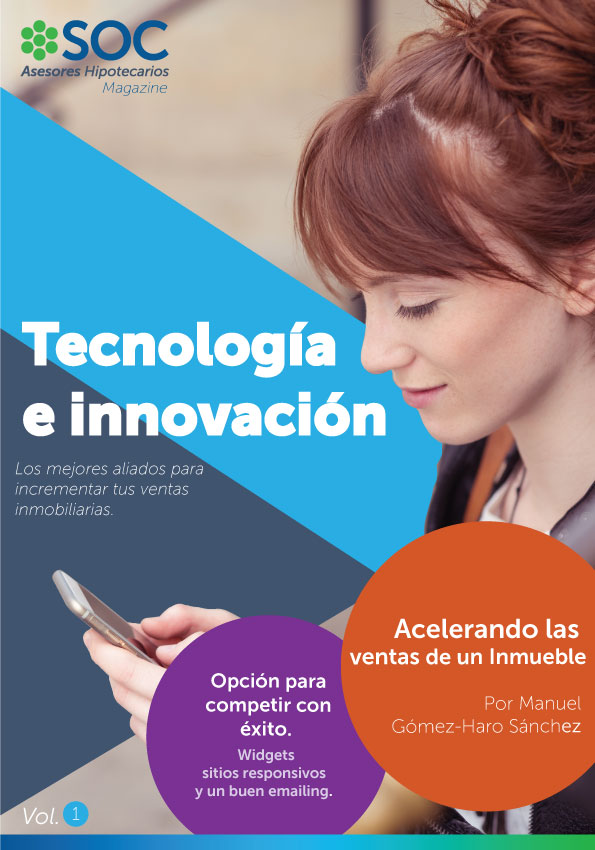 SOC
Asesores Hipotecarios
Magazine
Tecnología
e innovación
Los mejores aliados para
incrementar tus ventas
inmobiliarias.
Acelerando las
ventas de un Inmueble
Por Manuel
Gómez-Haro Sánchez
Opción para
competir con
éxito.
Widgets
sitios responsivos
y un buen emailing.
Vol. 1